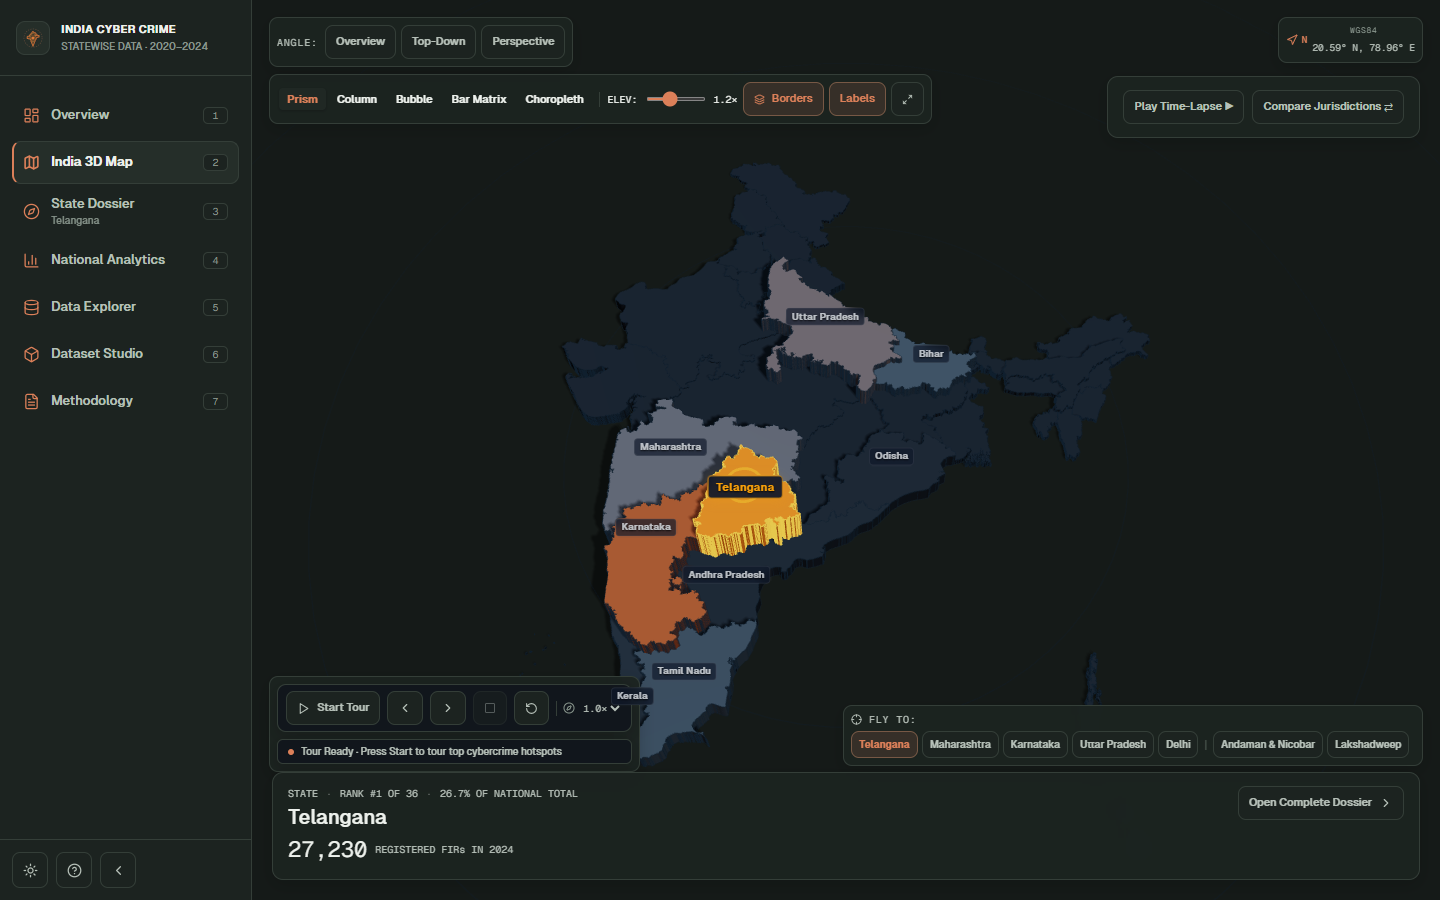 INDIA CYBER CRIME
STATEWISE DATA · 2020–2024
Overview 1
India 3D Map 2
State Dossier 3
Telangana
National Analytics 4
Data Explorer 5
Dataset Studio 6
Methodology 7
ANGLE: Overview Top-Down Perspective
Prism Column Bubble Bar Matrix Choropleth ELEV: 1.2× Borders Labels
N WGS84
20.59° N, 78.96° E
Play Time-Lapse ▶ Compare Jurisdictions ⇄
Uttar Pradesh
Bihar
Maharashtra
Odisha
Telangana
Karnataka
Andhra Pradesh
Tamil Nadu
Kerala
Start Tour 1.0×
Tour Ready · Press Start to tour top cybercrime hotspots
FLY TO:
Telangana Maharashtra Karnataka Uttar Pradesh Delhi | Andaman & Nicobar Lakshadweep
STATE · RANK #1 OF 36 · 26.7% OF NATIONAL TOTAL
Telangana
27,230 REGISTERED FIRs IN 2024
Open Complete Dossier